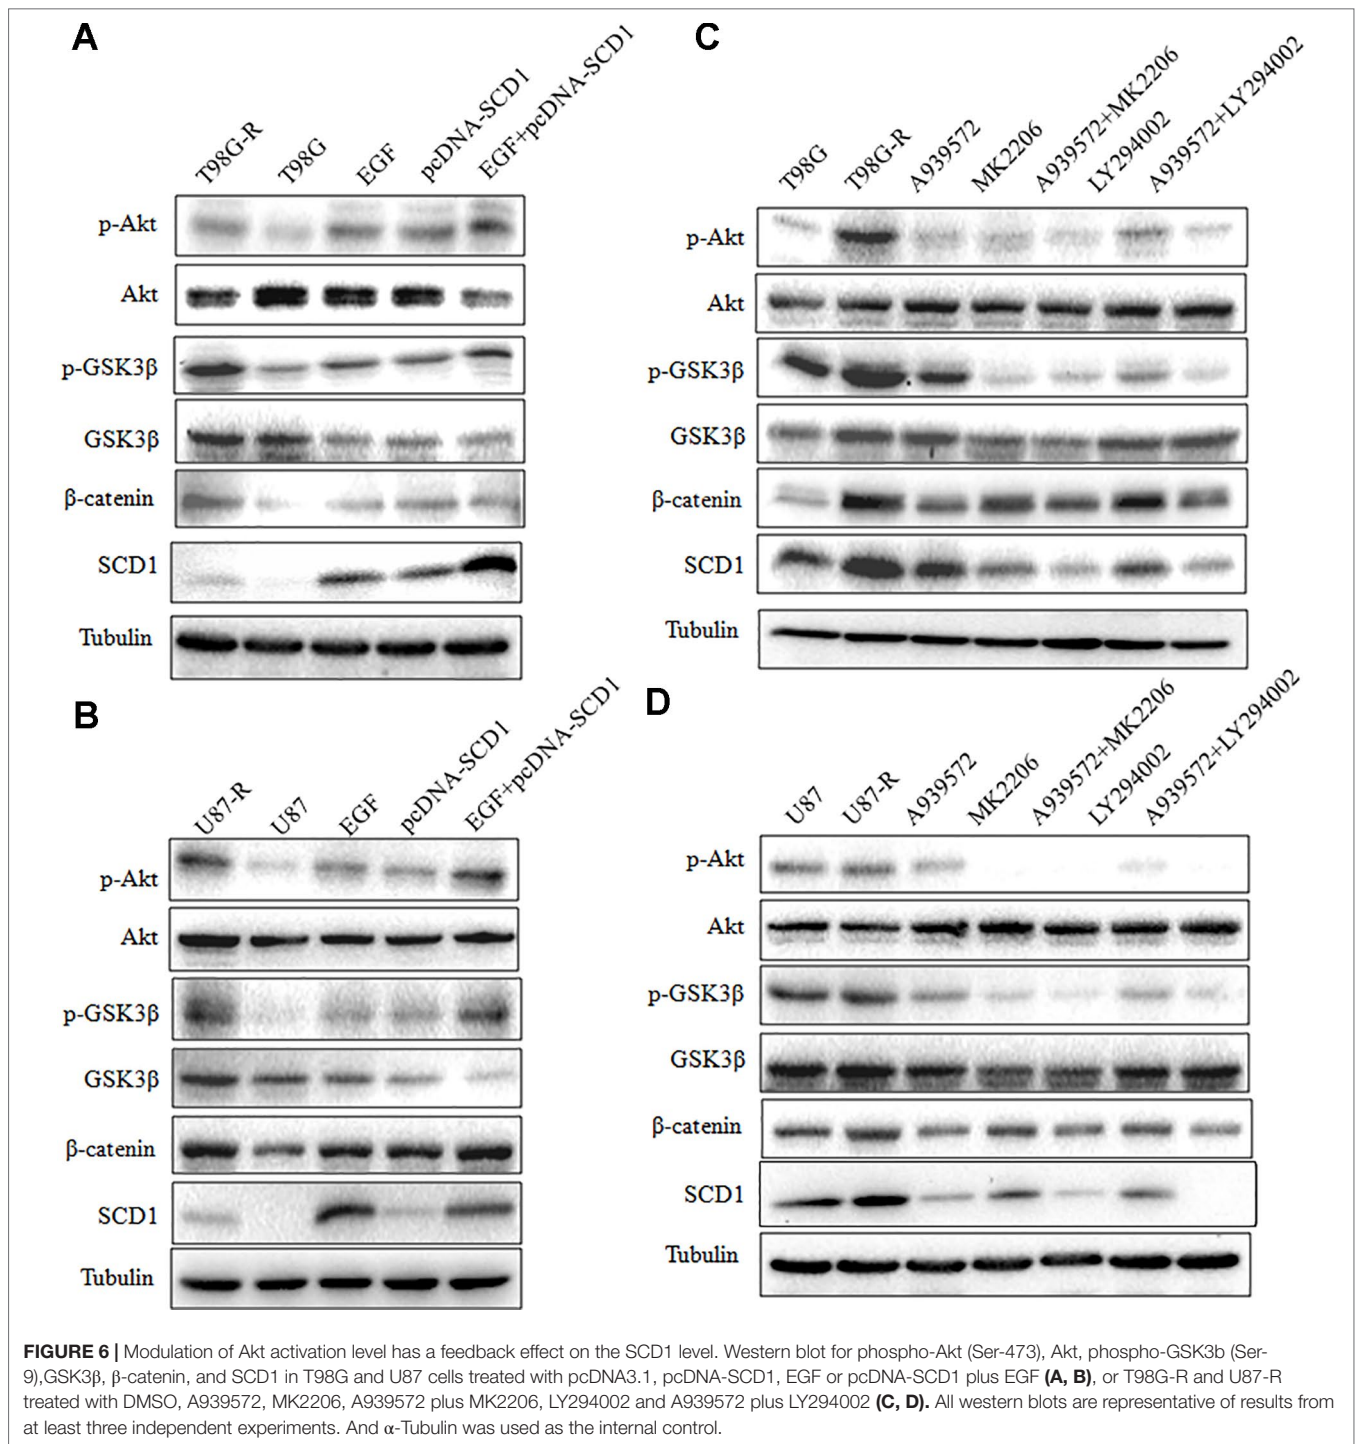 A
T98G-R
T98G
EGF
pcDNA-SCD1
EGF+pcDNA-SCD1
p-Akt
Akt
p-GSK3β
GSK3β
β-catenin
SCD1
Tubulin
C
T98G
T98G-R
A939572
MK2206
A939572+MK2206
LY294002
A939572+LY294002
p-Akt
Akt
p-GSK3β
GSK3β
β-catenin
SCD1
Tubulin
B
U87-R
U87
EGF
pcDNA-SCD1
EGF+pcDNA-SCD1
p-Akt
Akt
p-GSK3β
GSK3β
β-catenin
SCD1
Tubulin
D
U87
U87-R
A939572
MK2206
A939572+MK2206
LY294002
A939572+LY294002
p-Akt
Akt
p-GSK3β
GSK3β
β-catenin
SCD1
Tubulin
FIGURE 6 | Modulation of Akt activation level has a feedback effect on the SCD1 level. Western blot for phospho-Akt (Ser-473), Akt, phospho-GSK3b (Ser-
9),GSK3β, β-catenin, and SCD1 in T98G and U87 cells treated with pcDNA3.1, pcDNA-SCD1, EGF or pcDNA-SCD1 plus EGF (A, B), or T98G-R and U87-R
treated with DMSO, A939572, MK2206, A939572 plus MK2206, LY294002 and A939572 plus LY294002 (C, D). All western blots are representative of results from
at least three independent experiments. And α-Tubulin was used as the internal control.